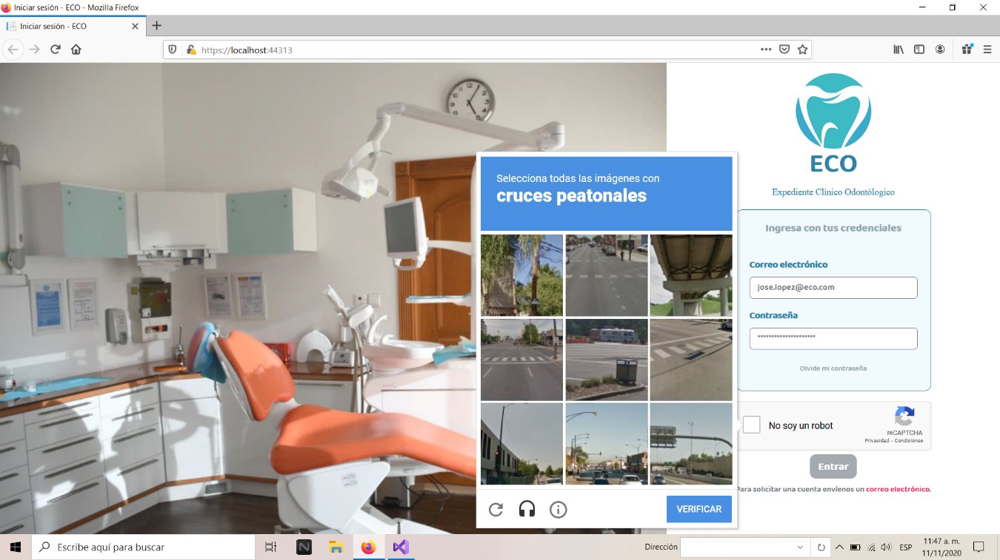 Iniciar sesión - ECO - Mozilla Firefox
Iniciar sesión - ECO
https://localhost:44313
ECO
Expediente Clínico Odontólogico
Ingresa con tus credenciales
Correo electrónico
jose.lopez@eco.com
Contraseña
*********************
Olvide mi contraseña
Selecciona todas las imágenes con
cruces peatonales
VERIFICAR
No soy un robot
reCAPTCHA
Privacidad - Condiciones
Entrar
Para solicitar una cuenta envíenos un correo electrónico.
Escribe aquí para buscar
Dirección
ESP
11:47 a. m.
11/11/2020